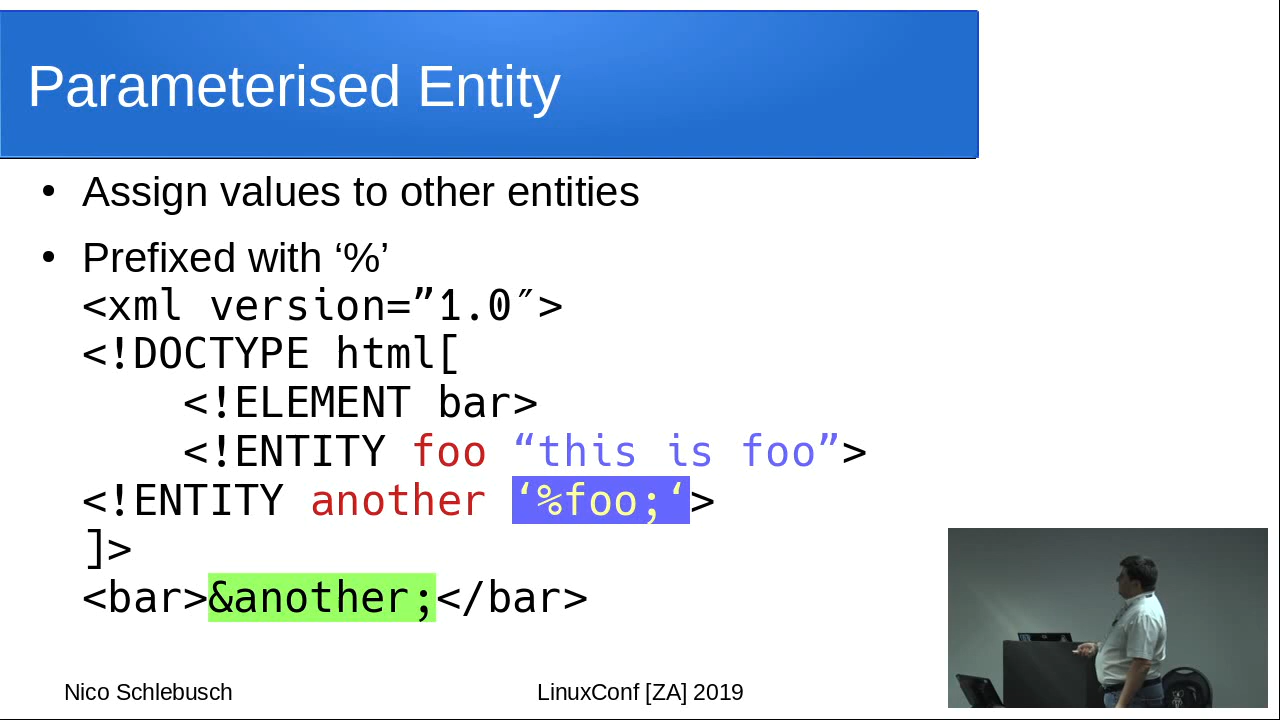 Parameterised Entity
• Assign values to other entities
• Prefixed with ‘%’
<xml version=”1.0″>
<!DOCTYPE html[
    <!ELEMENT bar>
    <!ENTITY foo “this is foo”>
<!ENTITY another ‘%foo;‘>
]>
<bar>&another;</bar>
Nico Schlebusch
LinuxConf [ZA] 2019